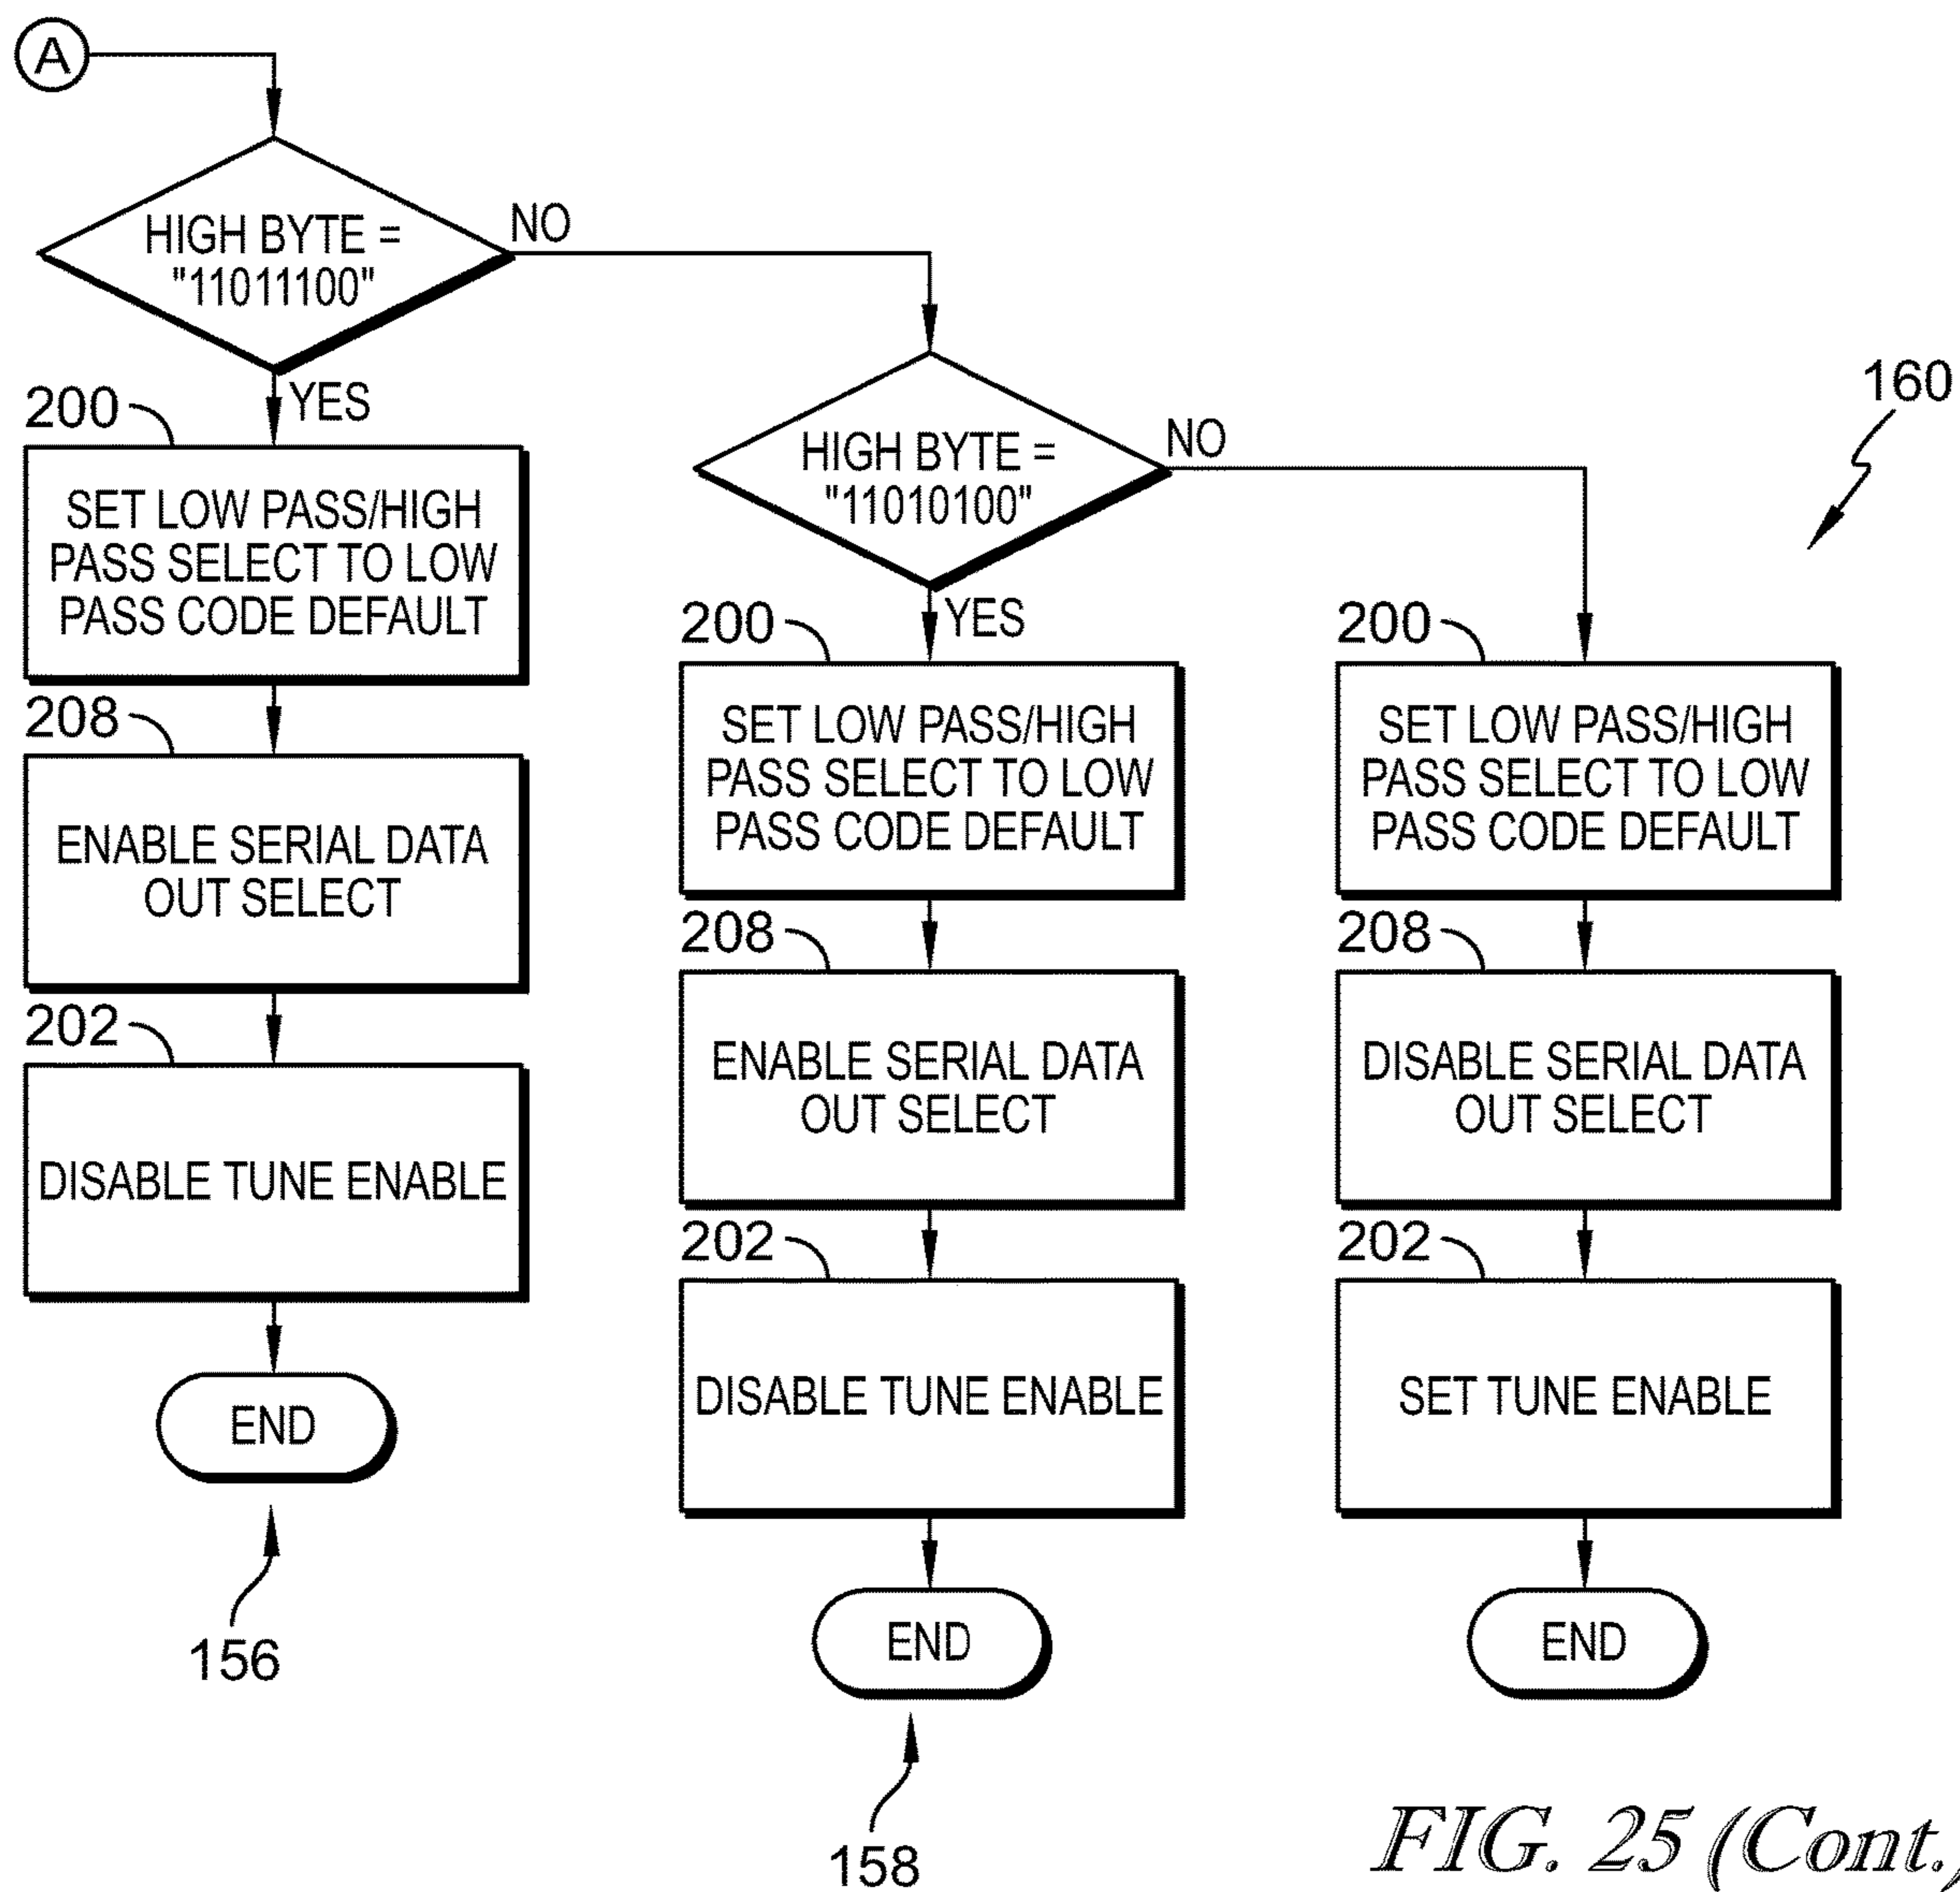 A
HIGH BYTE =
"11011100"
NO
YES
200
SET LOW PASS/HIGH
PASS SELECT TO LOW
PASS CODE DEFAULT
208
ENABLE SERIAL DATA
OUT SELECT
202
DISABLE TUNE ENABLE
END
156
HIGH BYTE =
"11010100"
NO
YES
200
SET LOW PASS/HIGH
PASS SELECT TO LOW
PASS CODE DEFAULT
208
ENABLE SERIAL DATA
OUT SELECT
202
DISABLE TUNE ENABLE
END
158
160
200
SET LOW PASS/HIGH
PASS SELECT TO LOW
PASS CODE DEFAULT
208
DISABLE SERIAL DATA
OUT SELECT
202
SET TUNE ENABLE
END
FIG. 25 (Cont.)